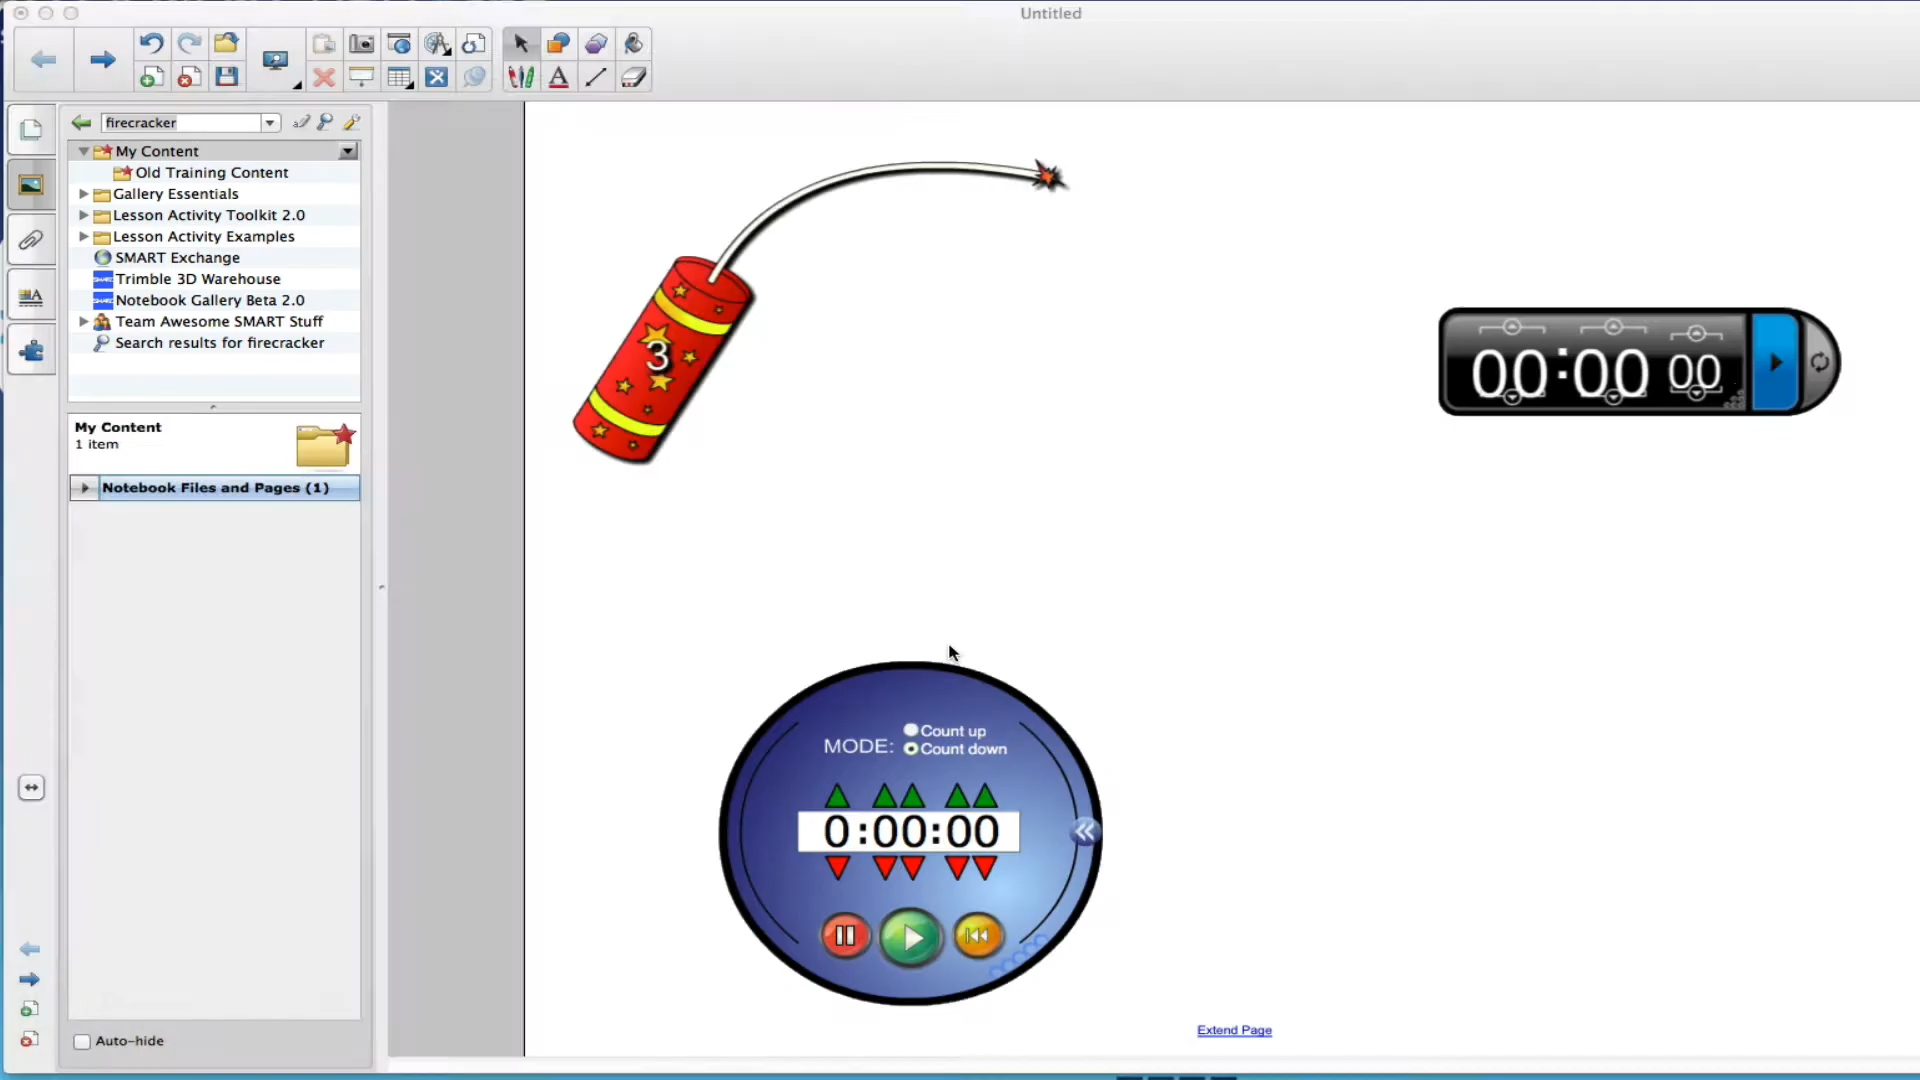 Untitled
firecracker
My Content
Old Training Content
Gallery Essentials
Lesson Activity Toolkit 2.0
Lesson Activity Examples
SMART Exchange
Trimble 3D Warehouse
Notebook Gallery Beta 2.0
Team Awesome SMART Stuff
Search results for firecracker
My Content
1 item
Notebook Files and Pages (1)
Auto-hide
3
00:00 00
MODE:
Count up
Count down
0:00:00
Extend Page